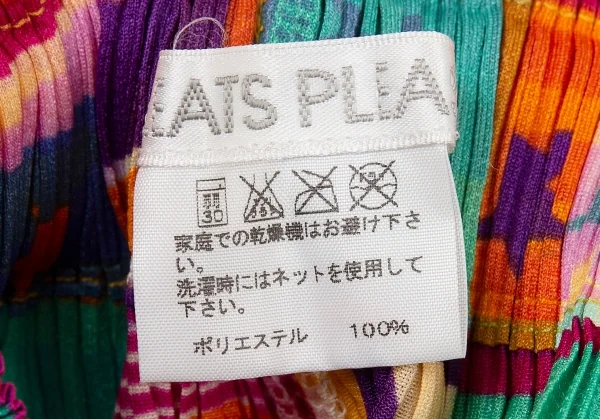 EATS PLEA
弱
30
家庭での乾燥機はお避け下さ
い。
洗濯時にはネットを使用して
下さい。
ポリエステル 100%